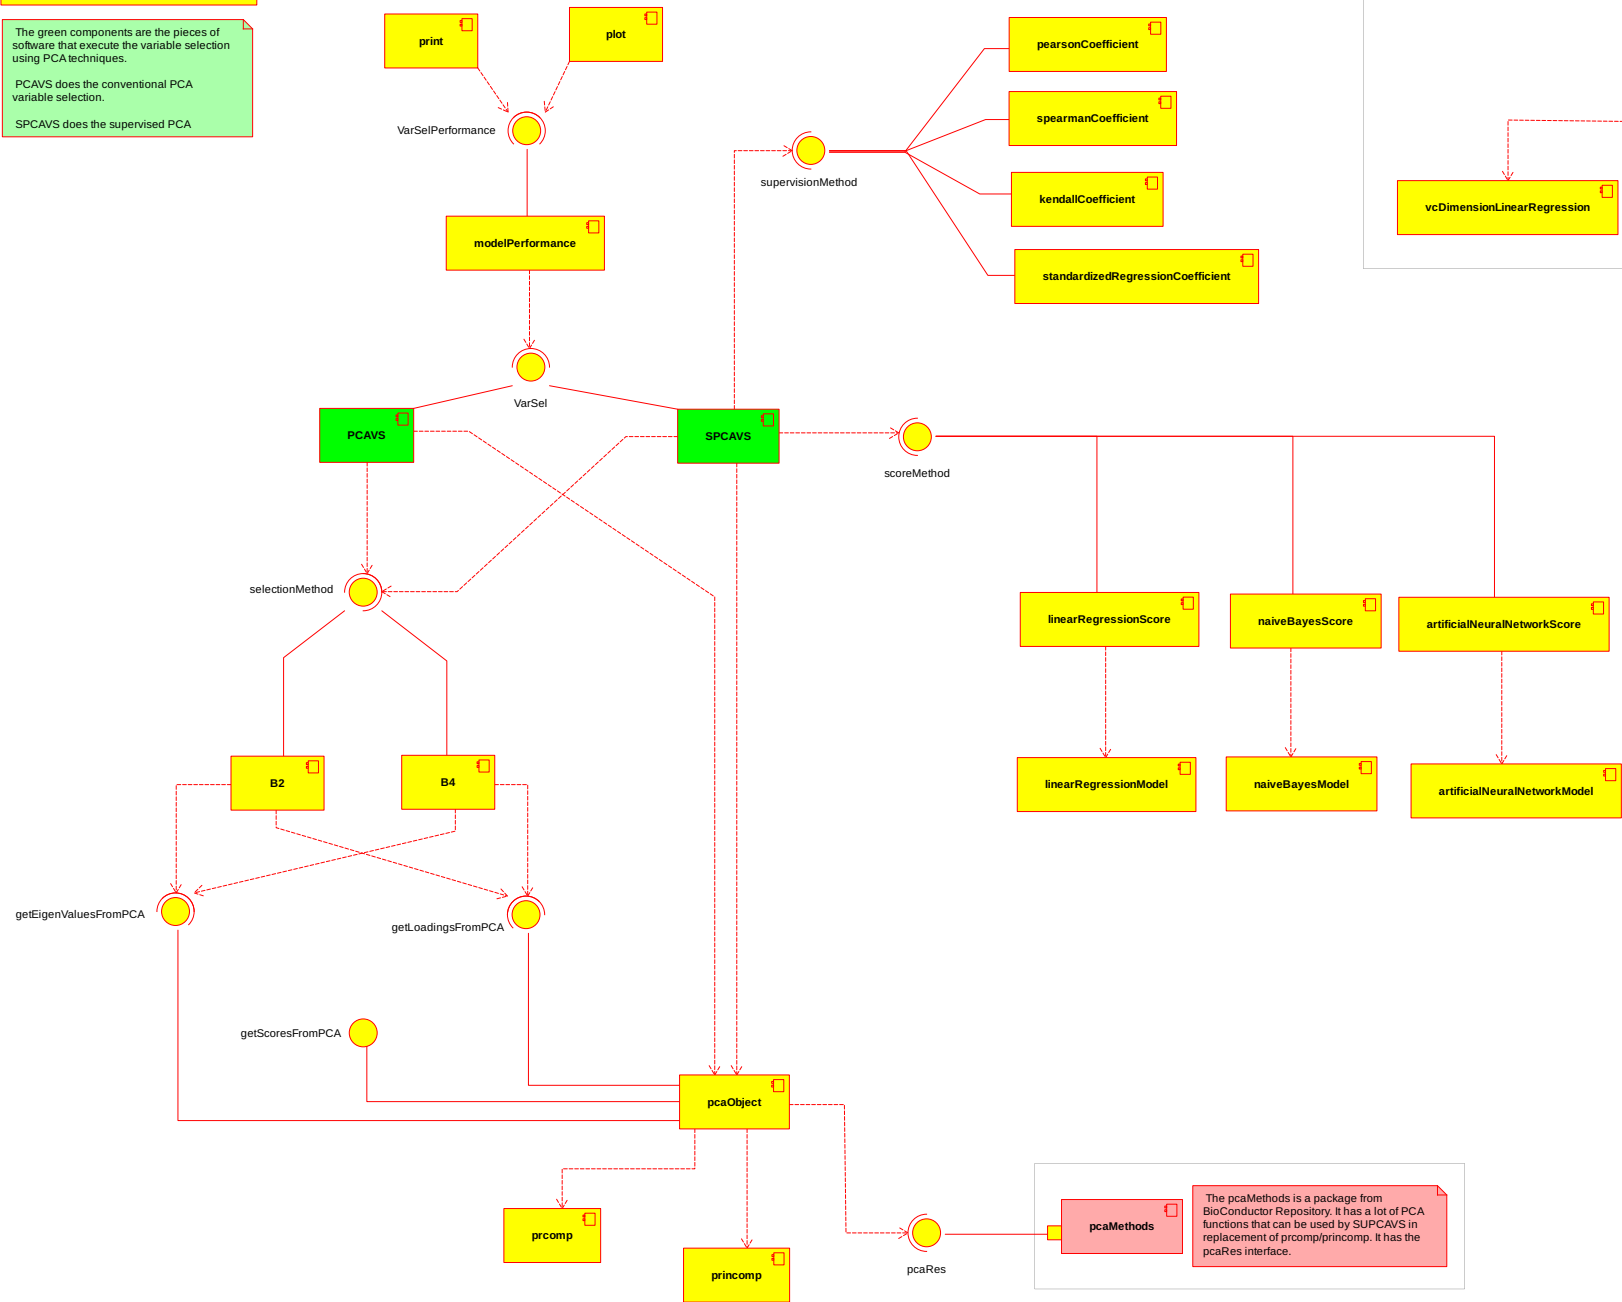 The green components are the pieces of
software that execute the variable selection
using PCA techniques.
PCAVS does the conventional PCA
variable selection.
SPCAVS does the supervised PCA
print
plot
VarSelPerformance
modelPerformance
VarSel
PCAVS
SPCAVS
supervisionMethod
pearsonCoefficient
spearmanCoefficient
kendallCoefficient
standardizedRegressionCoefficient
vcDimensionLinearRegression
scoreMethod
selectionMethod
linearRegressionScore
naiveBayesScore
artificialNeuralNetworkScore
B2
B4
linearRegressionModel
naiveBayesModel
artificialNeuralNetworkModel
getEigenValuesFromPCA
getLoadingsFromPCA
getScoresFromPCA
pcaObject
prcomp
princomp
pcaRes
pcaMethods
The pcaMethods is a package from
BioConductor Repository. It has a lot of PCA
functions that can be used by SUPCAVS in
replacement of prcomp/princomp. It has the
pcaRes interface.